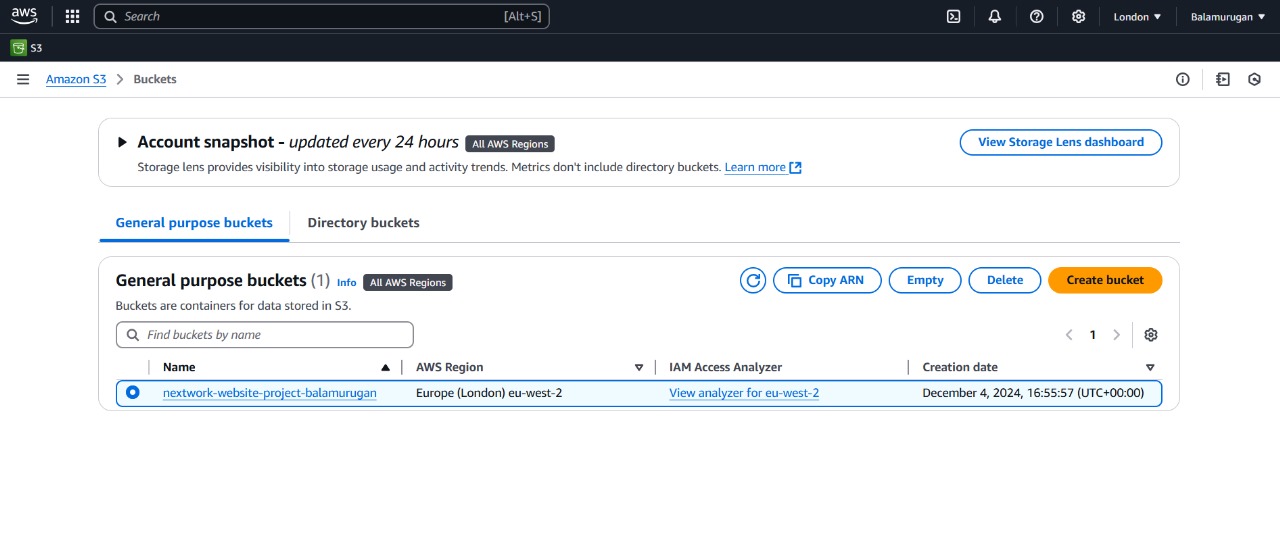 aws Search [Alt+S] London Balamurugan
S3
Amazon S3 Buckets
Account snapshot - updated every 24 hours All AWS Regions View Storage Lens dashboard
Storage lens provides visibility into storage usage and activity trends. Metrics don't include directory buckets. Learn more
General purpose buckets Directory buckets
General purpose buckets (1) Info All AWS Regions Copy ARN Empty Delete Create bucket
Buckets are containers for data stored in S3.
Find buckets by name 1
Name AWS Region IAM Access Analyzer Creation date
nextwork-website-project-balamurugan Europe (London) eu-west-2 View analyzer for eu-west-2 December 4, 2024, 16:55:57 (UTC+00:00)